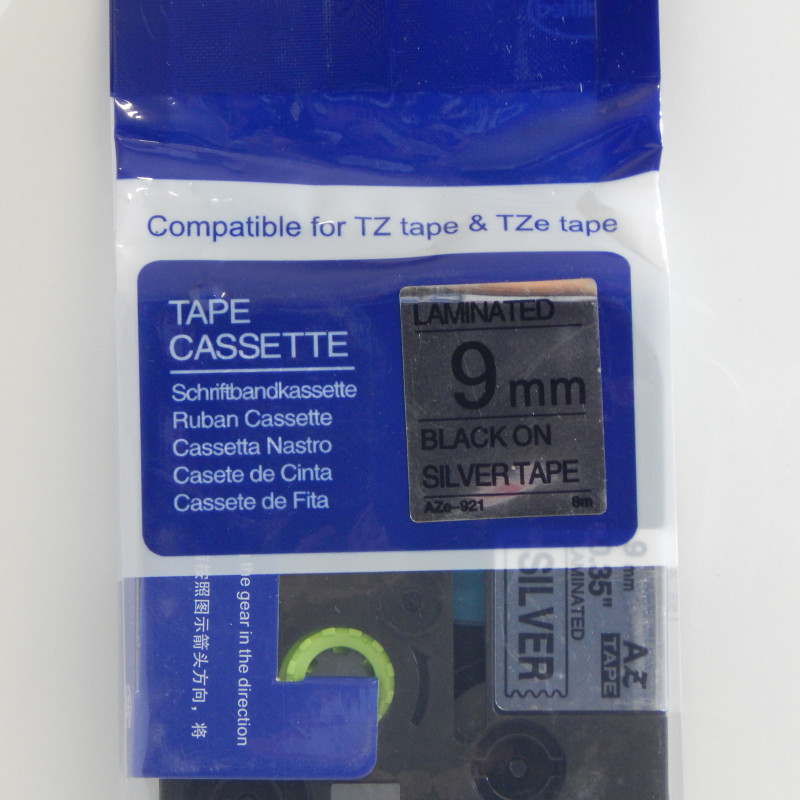 Compatible for TZ tape & TZe tape
TAPE
CASSETTE
Schriftbandkassette
Ruban Cassette
Cassetta Nastro
Casete de Cinta
Cassete de Fita
LAMINATED
9 mm
BLACK ON
SILVER TAPE
AZe-921 8m
the gear in the direction
按照图示箭头方向，将
9 mm
0.35"
LAMINATED
SILVER
AZ
TAPE